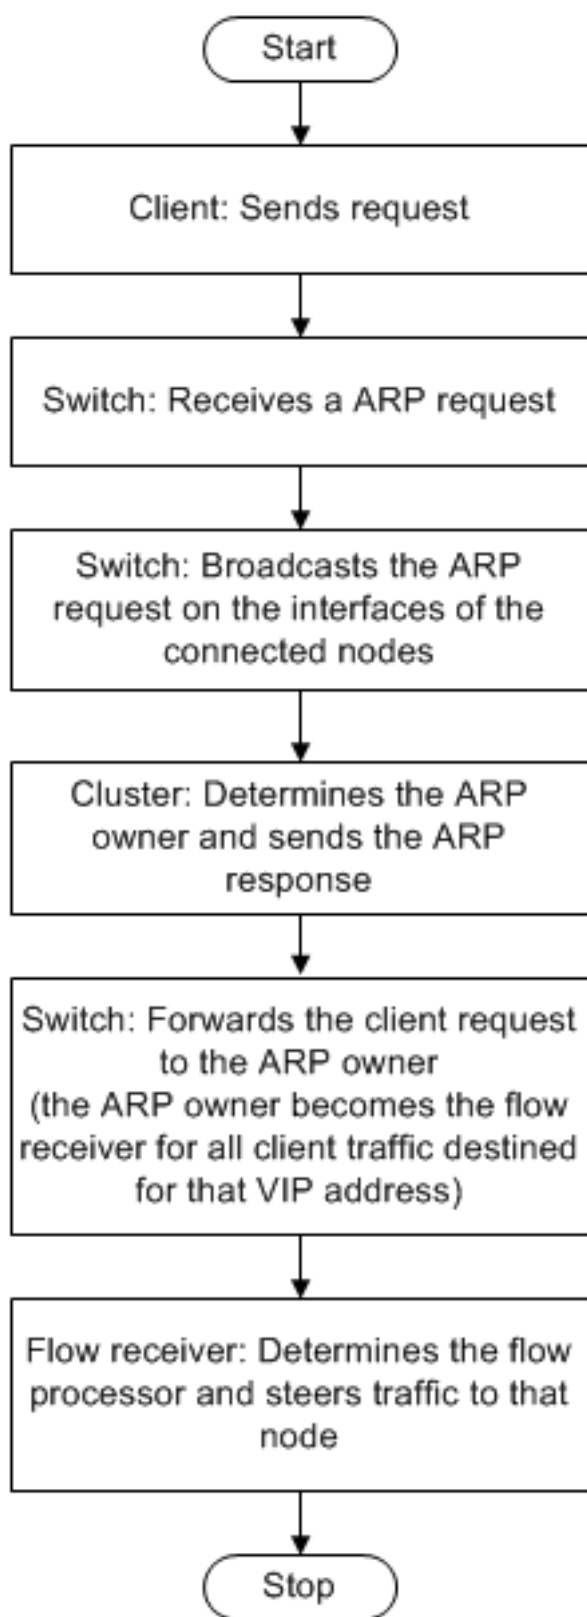 Start
Client: Sends request
Switch: Receives a ARP request
Switch: Broadcasts the ARP
request on the interfaces of the
connected nodes
Cluster: Determines the ARP
owner and sends the ARP
response
Switch: Forwards the client request
to the ARP owner
(the ARP owner becomes the flow
receiver for all client traffic destined
for that VIP address)
Flow receiver: Determines the flow
processor and steers traffic to that
node
Stop